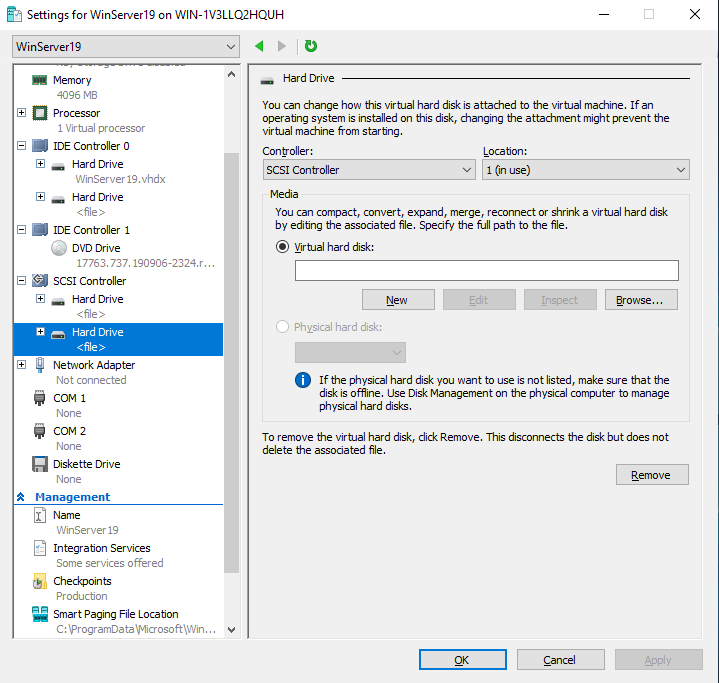 Settings for WinServer19 on WIN-1V3LLQ2HQUH
WinServer19
Memory
4096 MB
Processor
1 Virtual processor
IDE Controller 0
Hard Drive
WinServer19.vhdx
Hard Drive
<file>
IDE Controller 1
DVD Drive
17763.737.190906-2324.r...
SCSI Controller
Hard Drive
<file>
Hard Drive
<file>
Network Adapter
Not connected
COM 1
None
COM 2
None
Diskette Drive
None
Management
Name
WinServer19
Integration Services
Some services offered
Checkpoints
Production
Smart Paging File Location
C:\ProgramData\Microsoft\Win...
Hard Drive
You can change how this virtual hard disk is attached to the virtual machine. If an
operating system is installed on this disk, changing the attachment might prevent the
virtual machine from starting.
Controller:
Location:
SCSI Controller
1 (in use)
Media
You can compact, convert, expand, merge, reconnect or shrink a virtual hard disk
by editing the associated file. Specify the full path to the file.
Virtual hard disk:
New
Edit
Inspect
Browse...
Physical hard disk:
If the physical hard disk you want to use is not listed, make sure that the
disk is offline. Use Disk Management on the physical computer to manage
physical hard disks.
To remove the virtual hard disk, click Remove. This disconnects the disk but does not
delete the associated file.
Remove
OK
Cancel
Apply